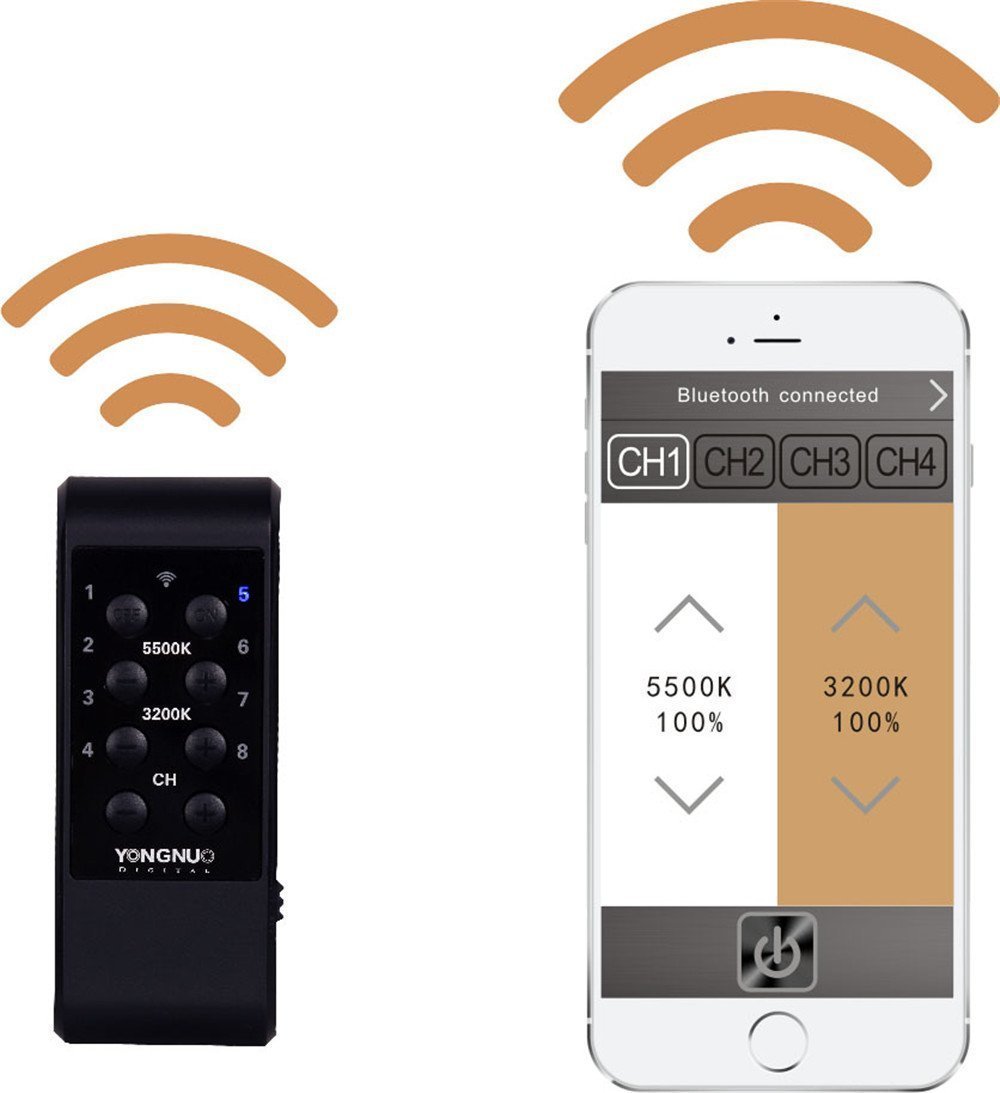 1
5
OFF ON
5500K
2
6
3
7
3200K
4
8
CH
YONGNUO
DIGITAL
Bluetooth connected
CH1 CH2 CH3 CH4
5500K 3200K
100% 100%